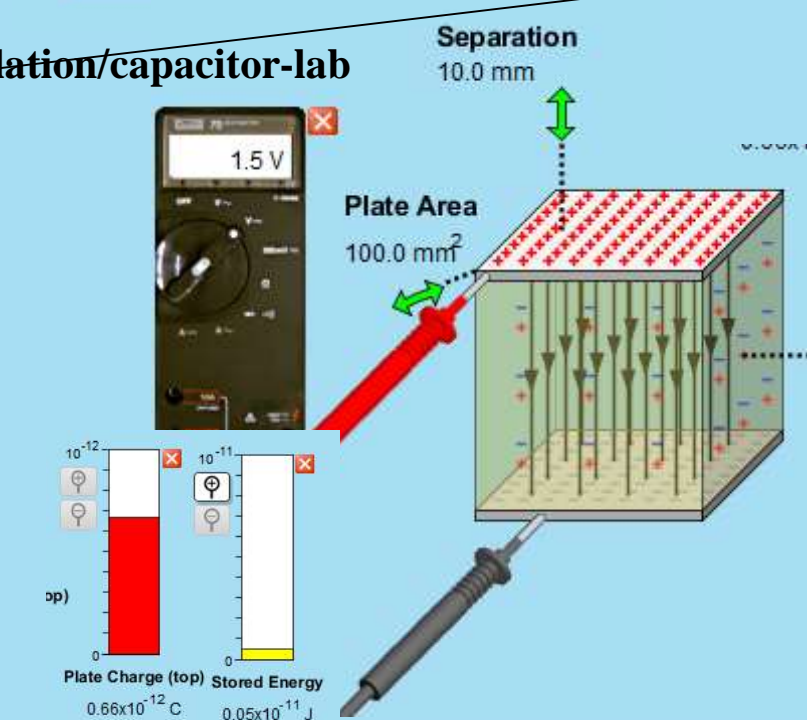 lation/capacitor-lab
Separation
10.0 mm
1.5 V
Plate Area
100.0 mm²
10⁻¹²
0
op)
Plate Charge (top)
0.66x10⁻¹² C
10⁻¹¹
0
Stored Energy
0.05x10⁻¹¹ J